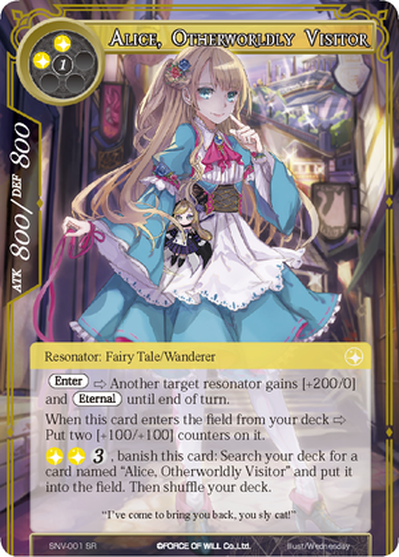 Alice, Otherworldly Visitor
1
ATK 800/DEF 800
Resonator: Fairy Tale/Wanderer
Enter ⇨ Another target resonator gains [+200/0]
and Eternal until end of turn.
When this card enters the field from your deck ⇨
Put two [+100/+100] counters on it.
3 , banish this card: Search your deck for a
card named “Alice, Otherworldly Visitor” and put it
into the field. Then shuffle your deck.
“I’ve come to bring you back, you sly cat!”
SNV-001 SR
©FORCE OF WILL Co.,Ltd.
Illust/Wednesday